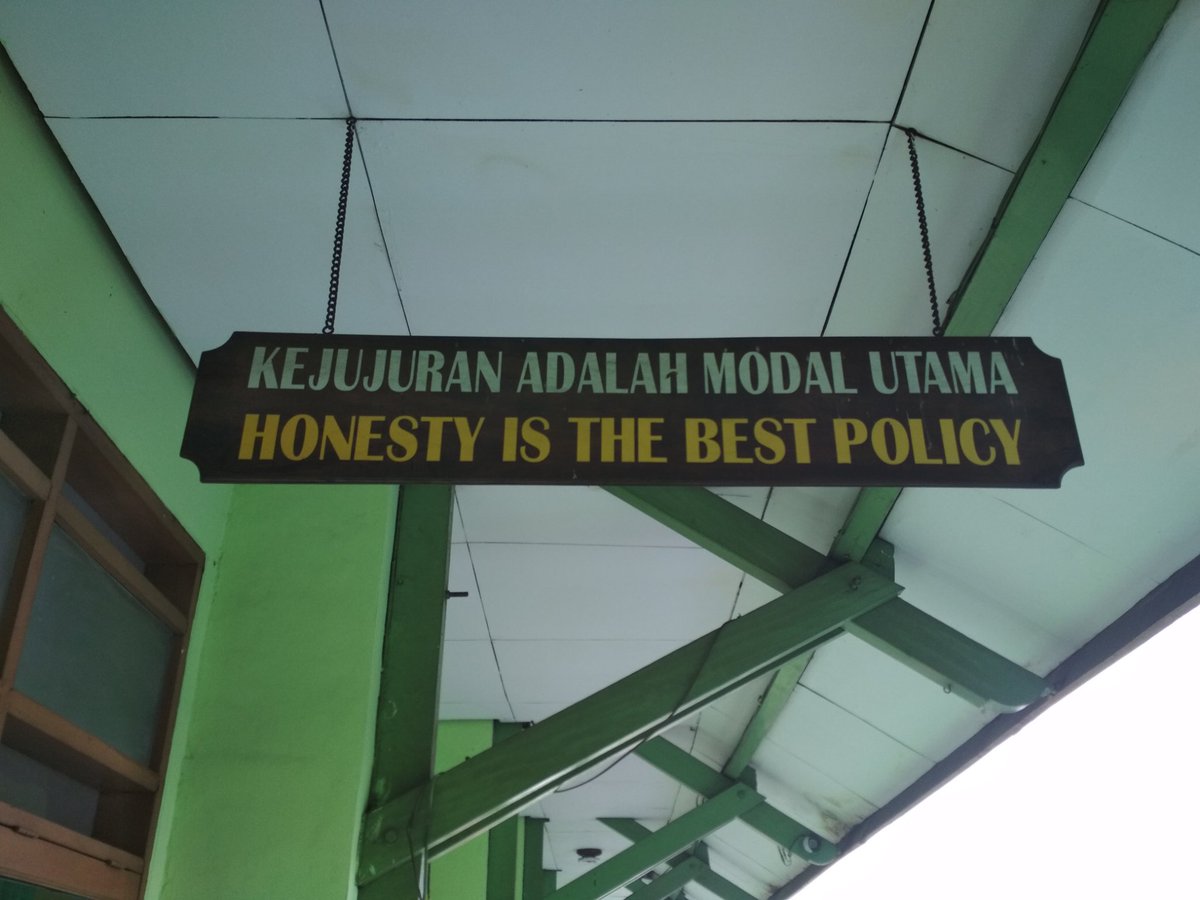 KEJUJURAN ADALAH MODAL UTAMA
HONESTY IS THE BEST POLICY